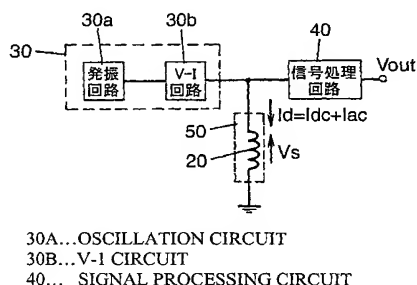 30a
30b
30
40
発振
回路
V-I
回路
信号処理
回路
Vout
Id=Idc+Iac
50
20
Vs
30A...OSCILLATION CIRCUIT
30B...V-1 CIRCUIT
40... SIGNAL PROCESSING CIRCUIT